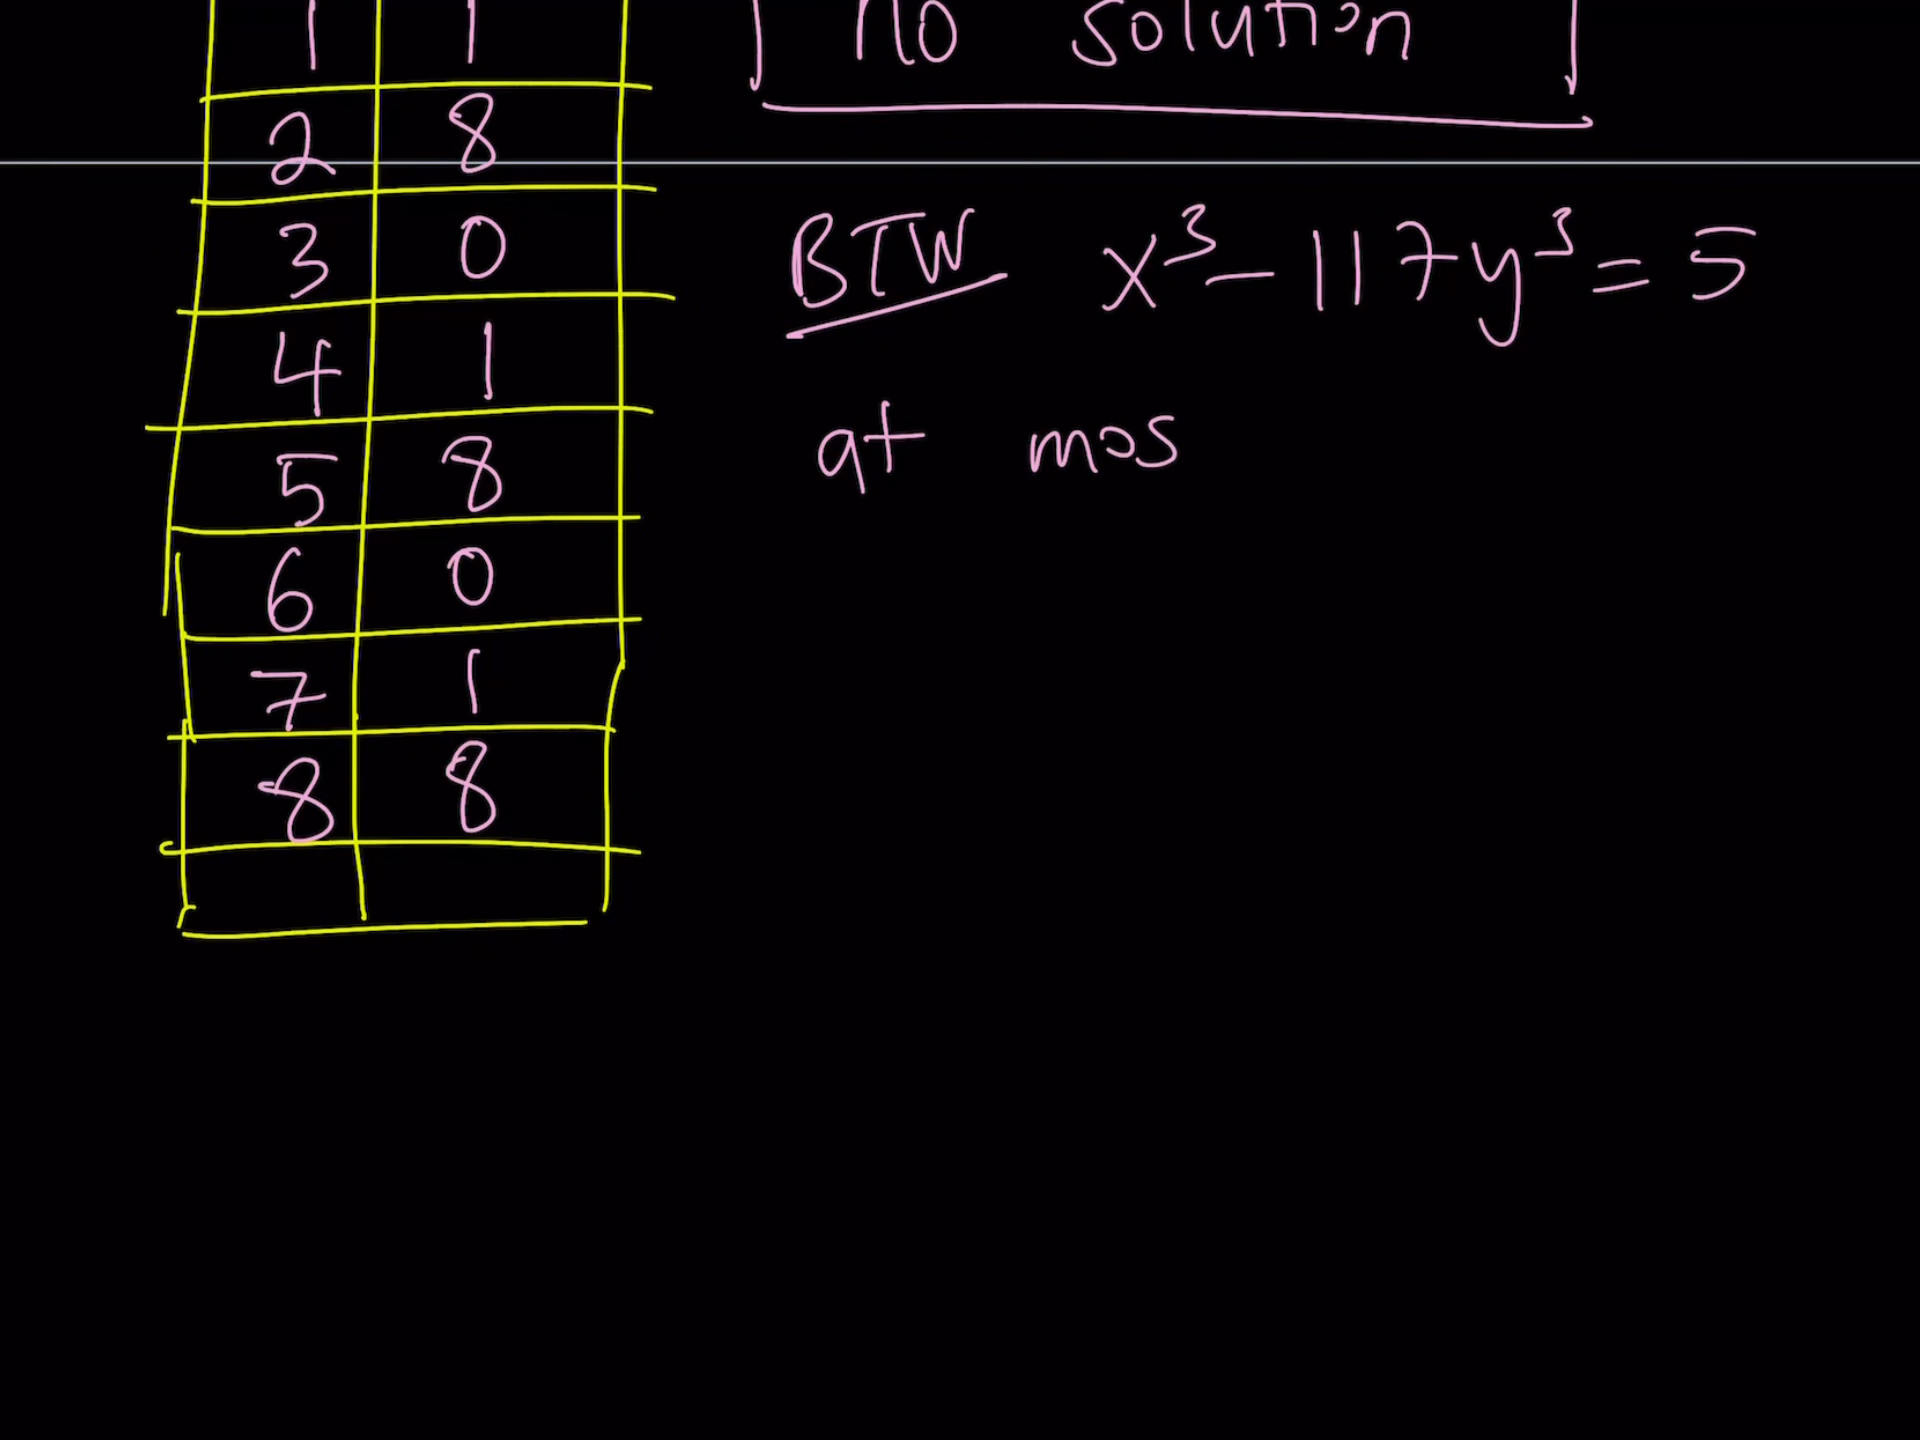 1 1
no solution
2 8
3 0
BTW x³ – 117y³ = 5
4 1
at mos
5 8
6 0
7 1
8 8